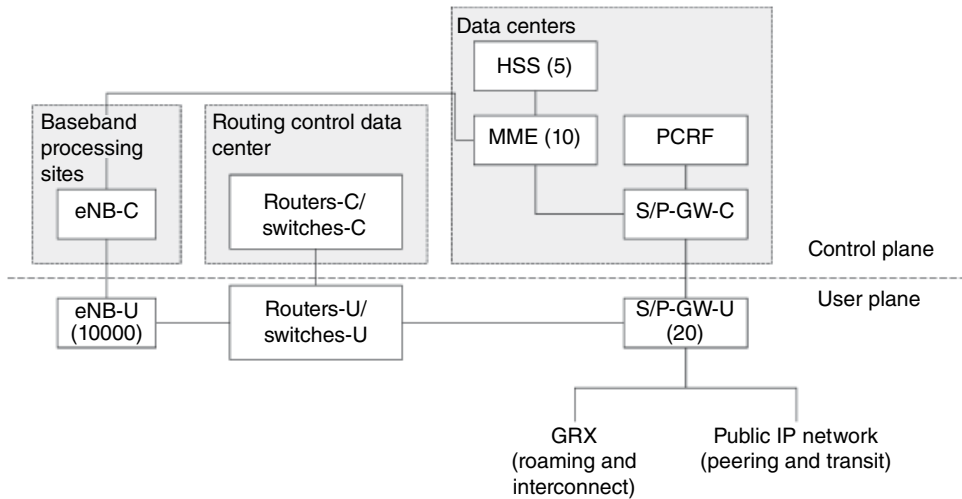 Data centers
HSS (5)
Baseband
processing
sites
Routing control data
center
MME (10)
PCRF
eNB-C
Routers-C/
switches-C
S/P-GW-C
Control plane
User plane
eNB-U
(10000)
Routers-U/
switches-U
S/P-GW-U
(20)
GRX
(roaming and
interconnect)
Public IP network
(peering and transit)